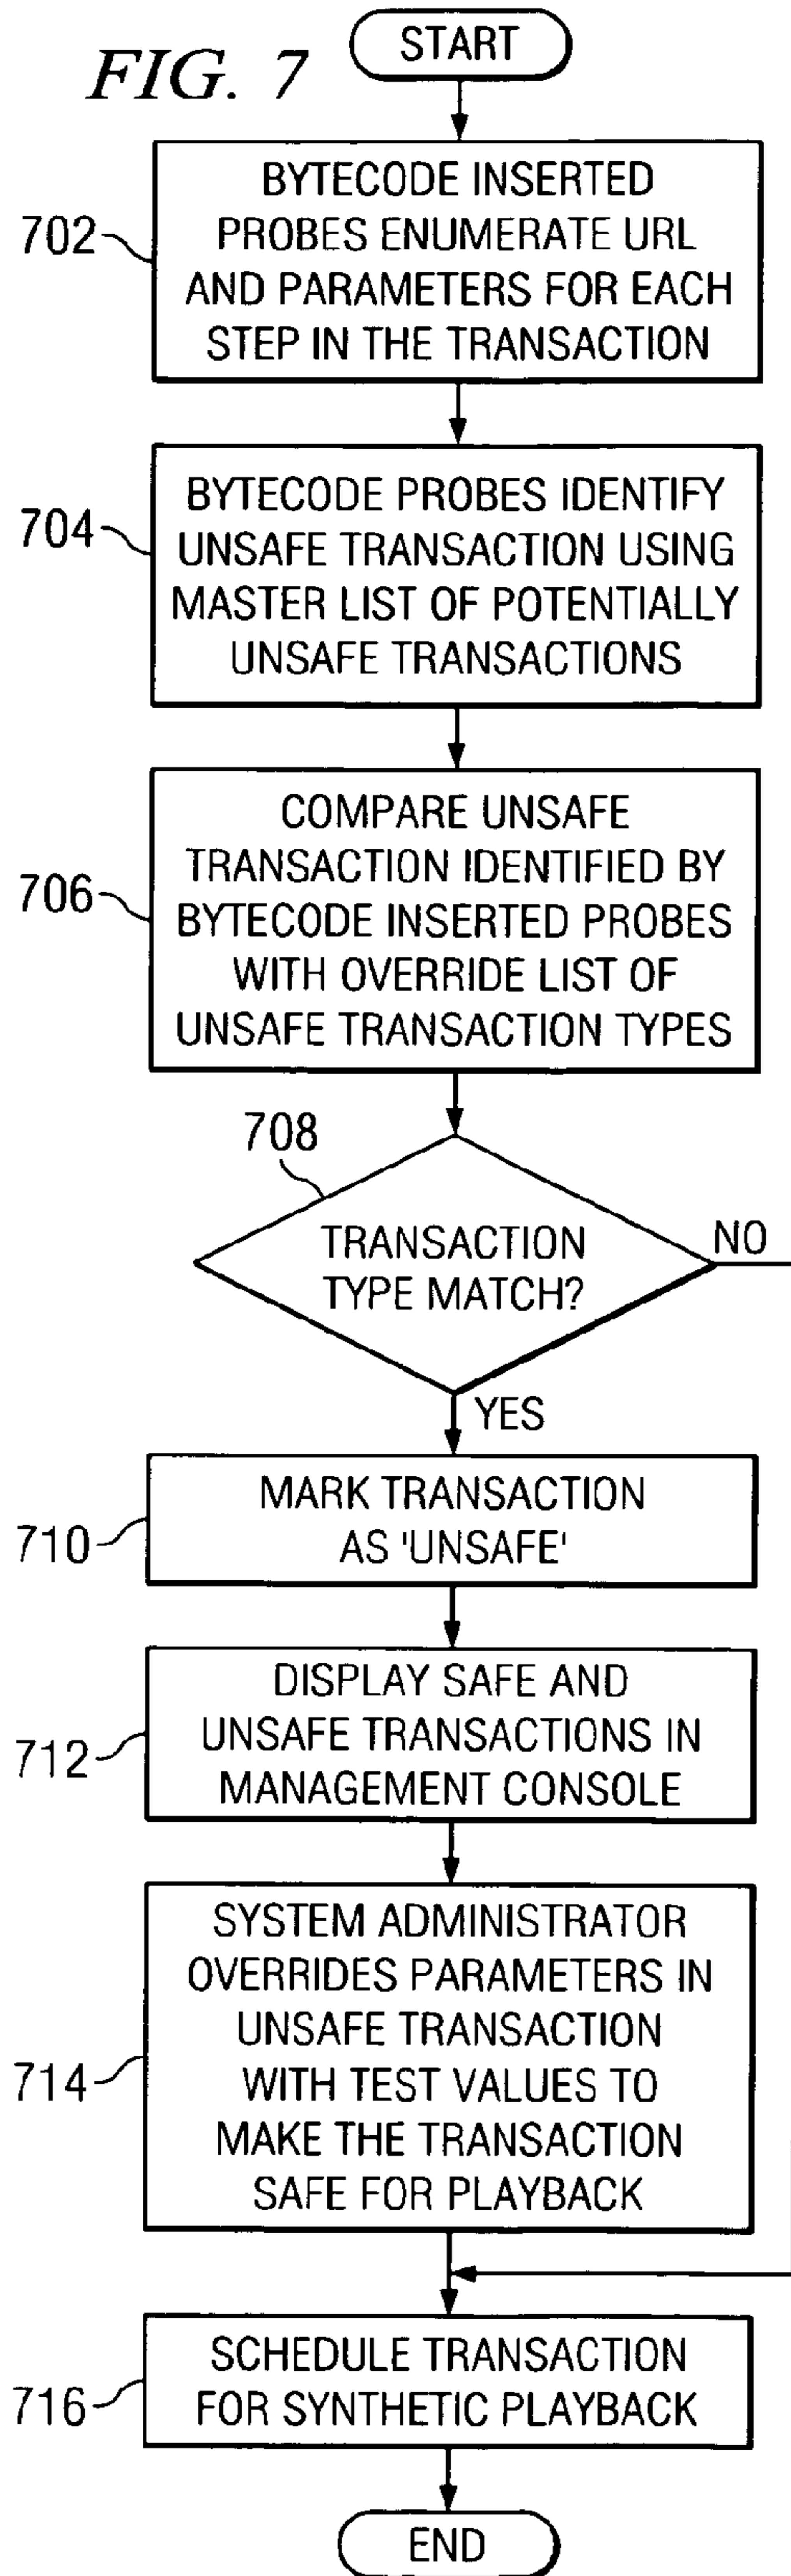 FIG. 7
START
702
BYTECODE INSERTED
PROBES ENUMERATE URL
AND PARAMETERS FOR EACH
STEP IN THE TRANSACTION
704
BYTECODE PROBES IDENTIFY
UNSAFE TRANSACTION USING
MASTER LIST OF POTENTIALLY
UNSAFE TRANSACTIONS
706
COMPARE UNSAFE
TRANSACTION IDENTIFIED BY
BYTECODE INSERTED PROBES
WITH OVERRIDE LIST OF
UNSAFE TRANSACTION TYPES
708
TRANSACTION
TYPE MATCH?
NO
YES
710
MARK TRANSACTION
AS 'UNSAFE'
712
DISPLAY SAFE AND
UNSAFE TRANSACTIONS IN
MANAGEMENT CONSOLE
714
SYSTEM ADMINISTRATOR
OVERRIDES PARAMETERS IN
UNSAFE TRANSACTION
WITH TEST VALUES TO
MAKE THE TRANSACTION
SAFE FOR PLAYBACK
716
SCHEDULE TRANSACTION
FOR SYNTHETIC PLAYBACK
END